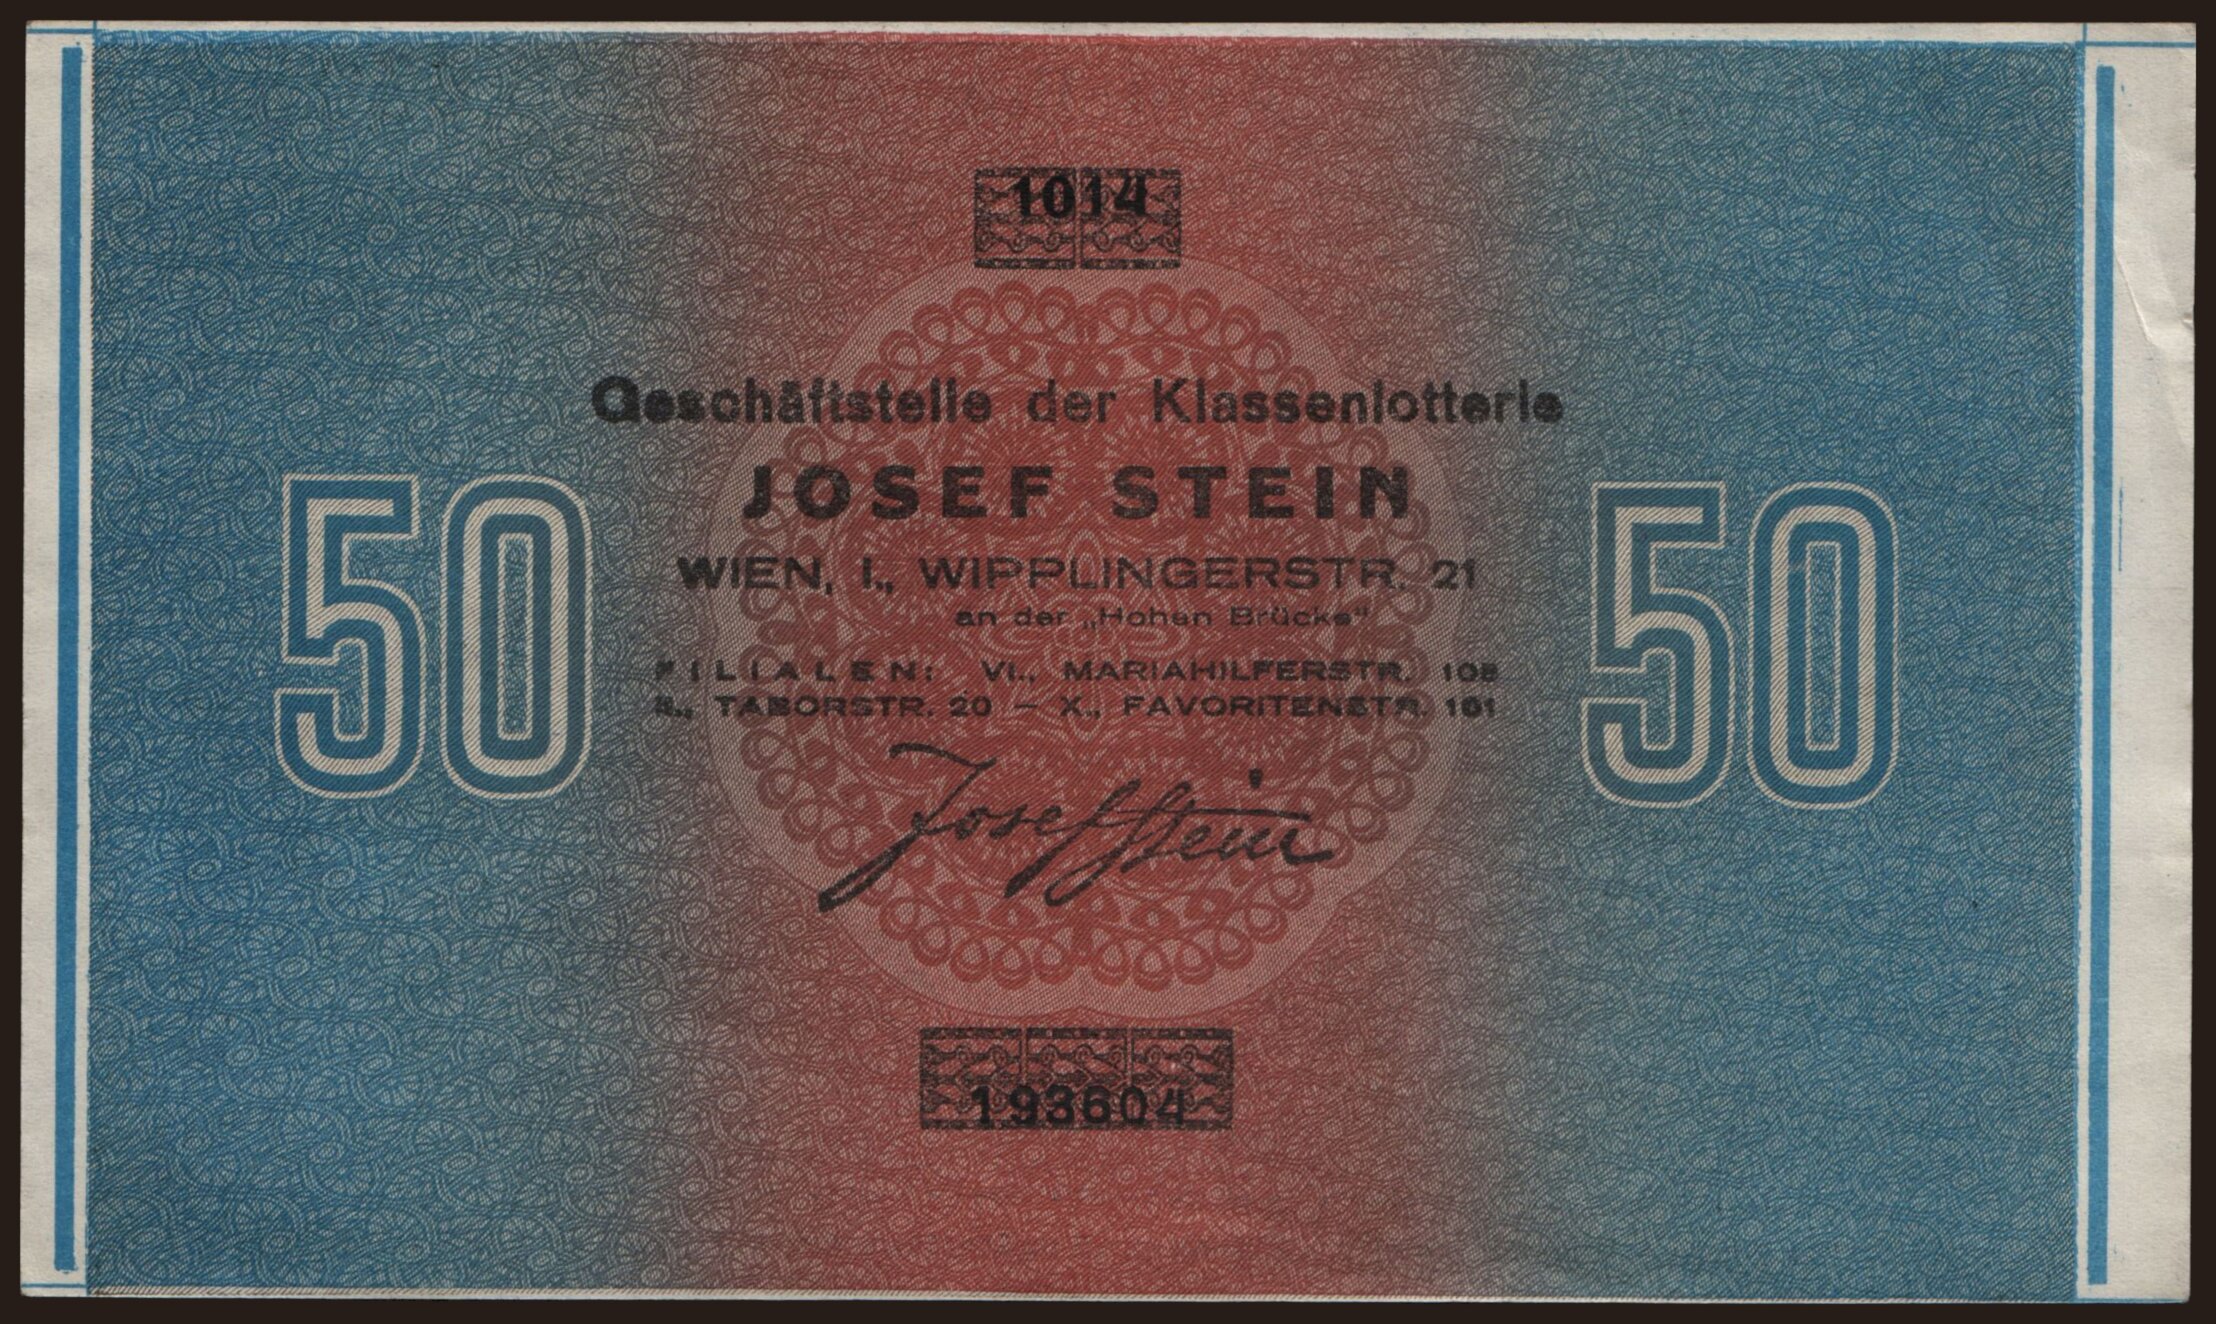 1014
Geschäftstelle der Klassenlotterie
JOSEF STEIN
50
50
WIEN, I., WIPPLINGERSTR. 21
an der „Hohen Brücke"
FILIALEN: VI., MARIAHILFERSTR. 108
II., TABORSTR. 20 — X., FAVORITENSTR. 101
Josef Stein
193604